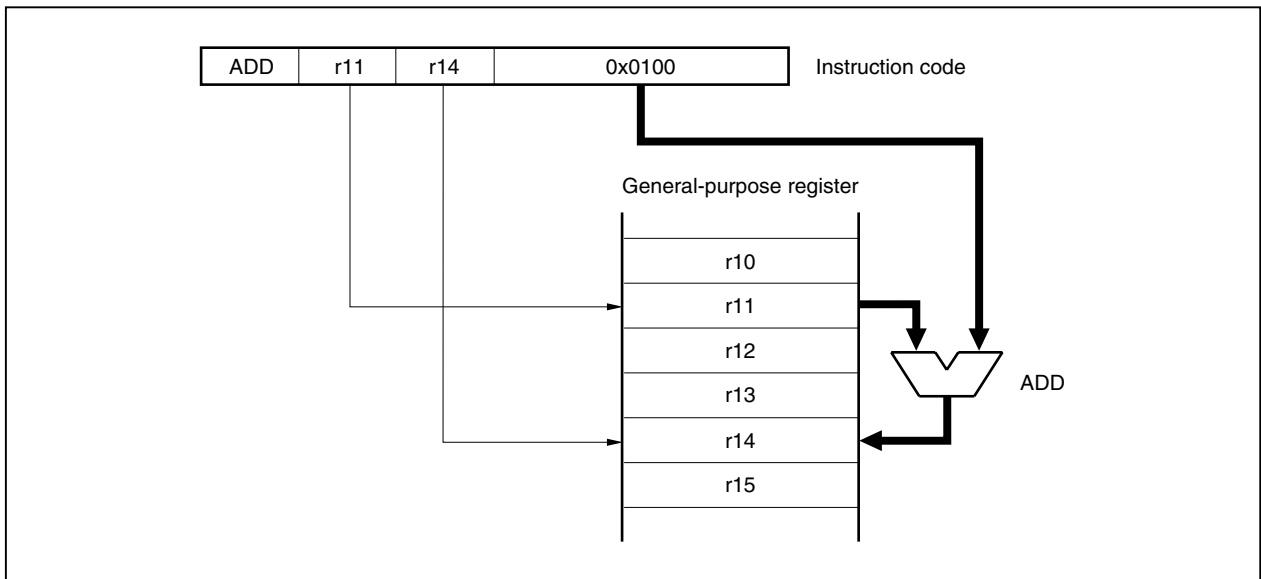 ADD r11 r14 0x0100 Instruction code
General-purpose register
r10
r11
r12
r13
ADD
r14
r15